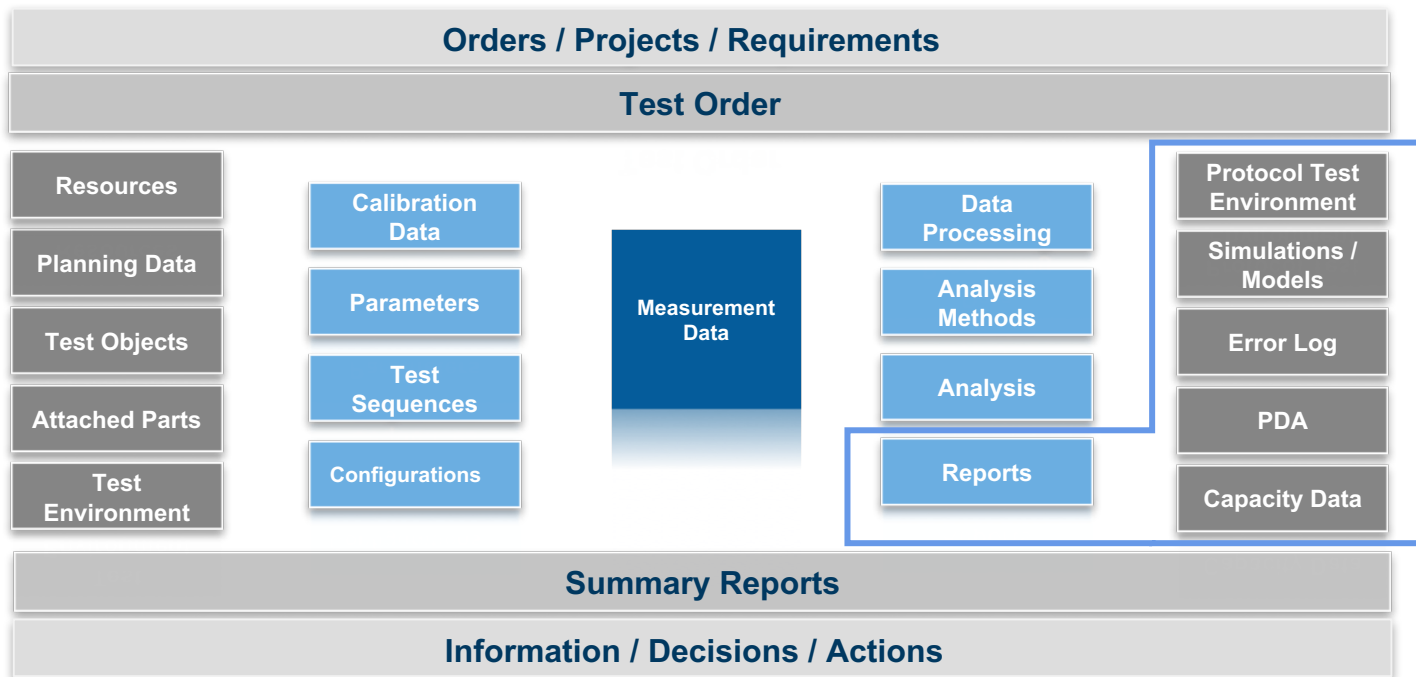 Orders / Projects / Requirements
Test Order
Resources
Planning Data
Test Objects
Attached Parts
Test
Environment
Calibration
Data
Parameters
Test
Sequences
Configurations
Measurement
Data
Data
Processing
Analysis
Methods
Analysis
Reports
Protocol Test
Environment
Simulations /
Models
Error Log
PDA
Capacity Data
Summary Reports
Information / Decisions / Actions